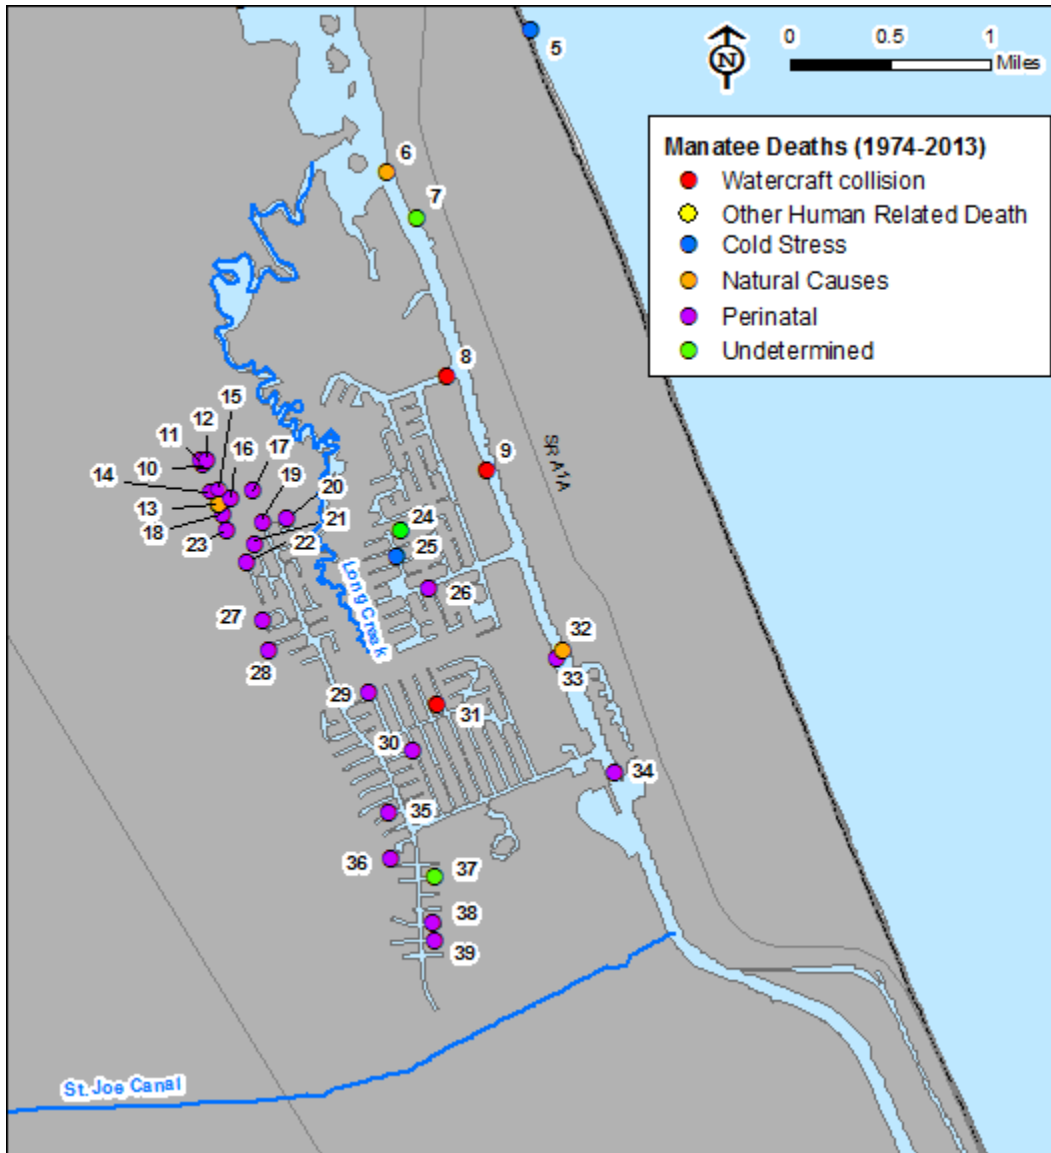 5
0 0.5 1
Miles
N
Manatee Deaths (1974-2013)
Watercraft collision
Other Human Related Death
Cold Stress
Natural Causes
Perinatal
Undetermined
6
7
8
9
SR A1A
15
12
11
16
17
10
14
19
20
13
18
21
23
22
24
25
26
Long Creek
27
28
32
33
29
31
30
34
35
36
37
38
39
St. Joe Canal